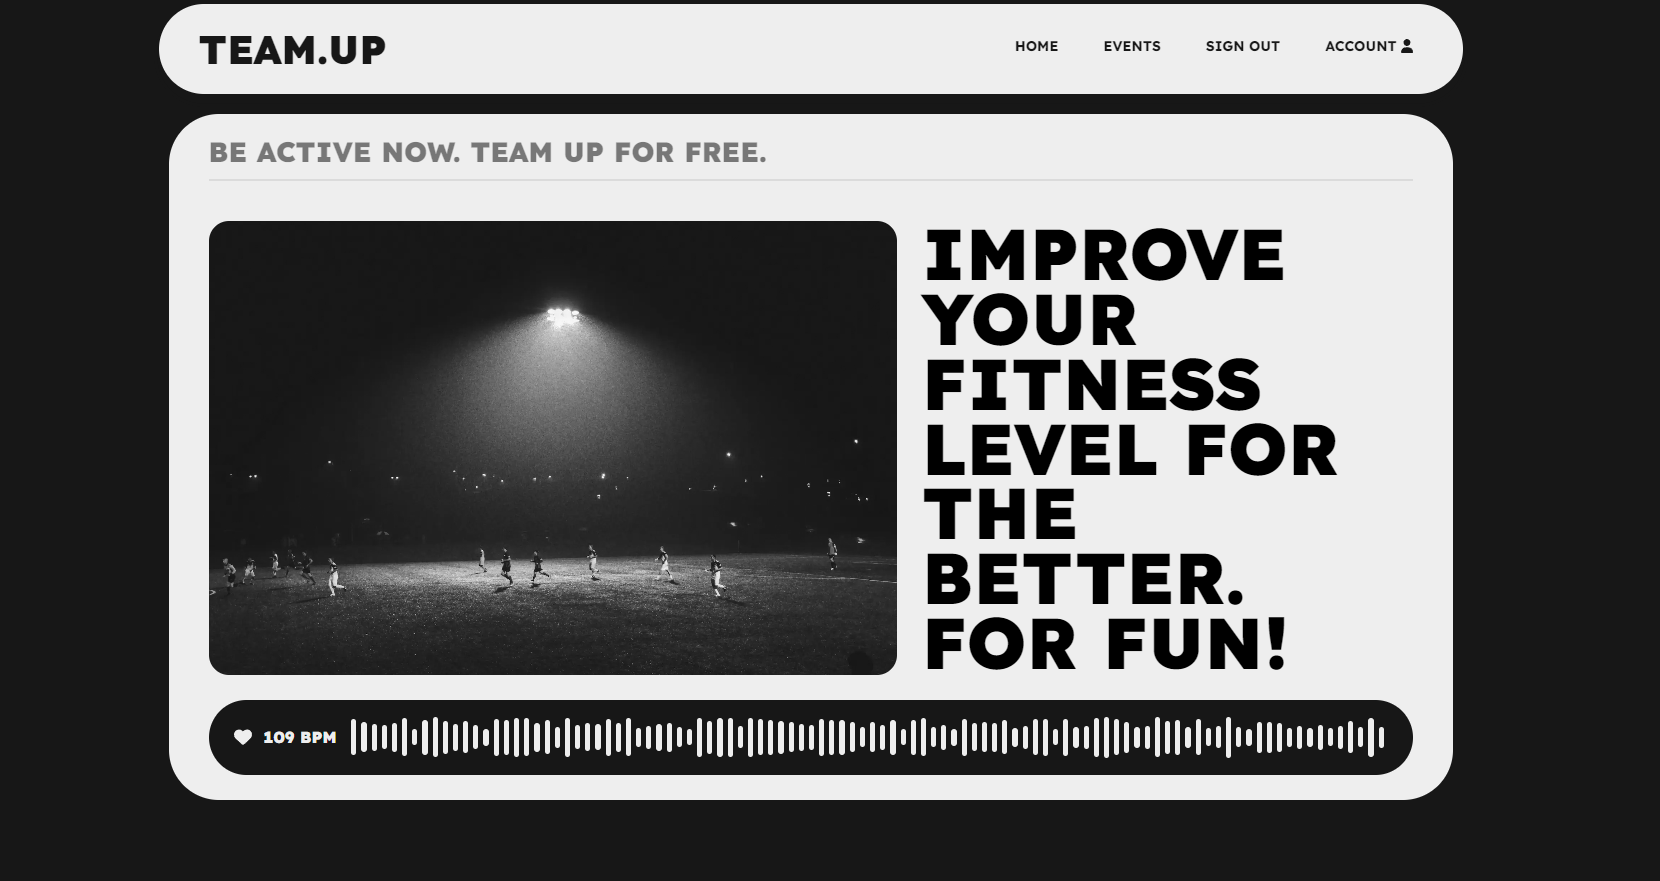 TEAM.UP
HOME
EVENTS
SIGN OUT
ACCOUNT
BE ACTIVE NOW. TEAM UP FOR FREE.
IMPROVE
YOUR
FITNESS
LEVEL FOR
THE
BETTER.
FOR FUN!
109 BPM